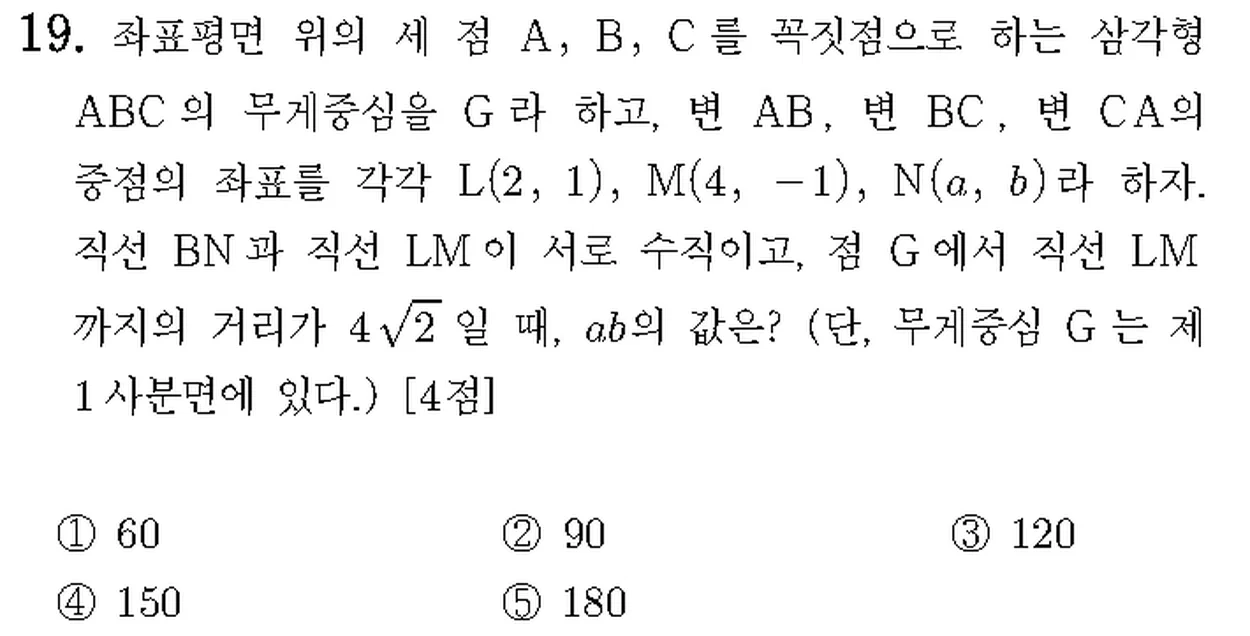 19. 좌표평면 위의 세 점 A, B, C를 꼭짓점으로 하는 삼각형
ABC의 무게중심을 G라 하고, 변 AB, 변 BC, 변 CA의
중점의 좌표를 각각 L(2, 1), M(4, −1), N(a, b)라 하자.
직선 BN과 직선 LM이 서로 수직이고, 점 G에서 직선 LM
까지의 거리가 4√2 일 때, ab의 값은? (단, 무게중심 G는 제
1사분면에 있다.) [4점]
① 60 ② 90 ③ 120
④ 150 ⑤ 180